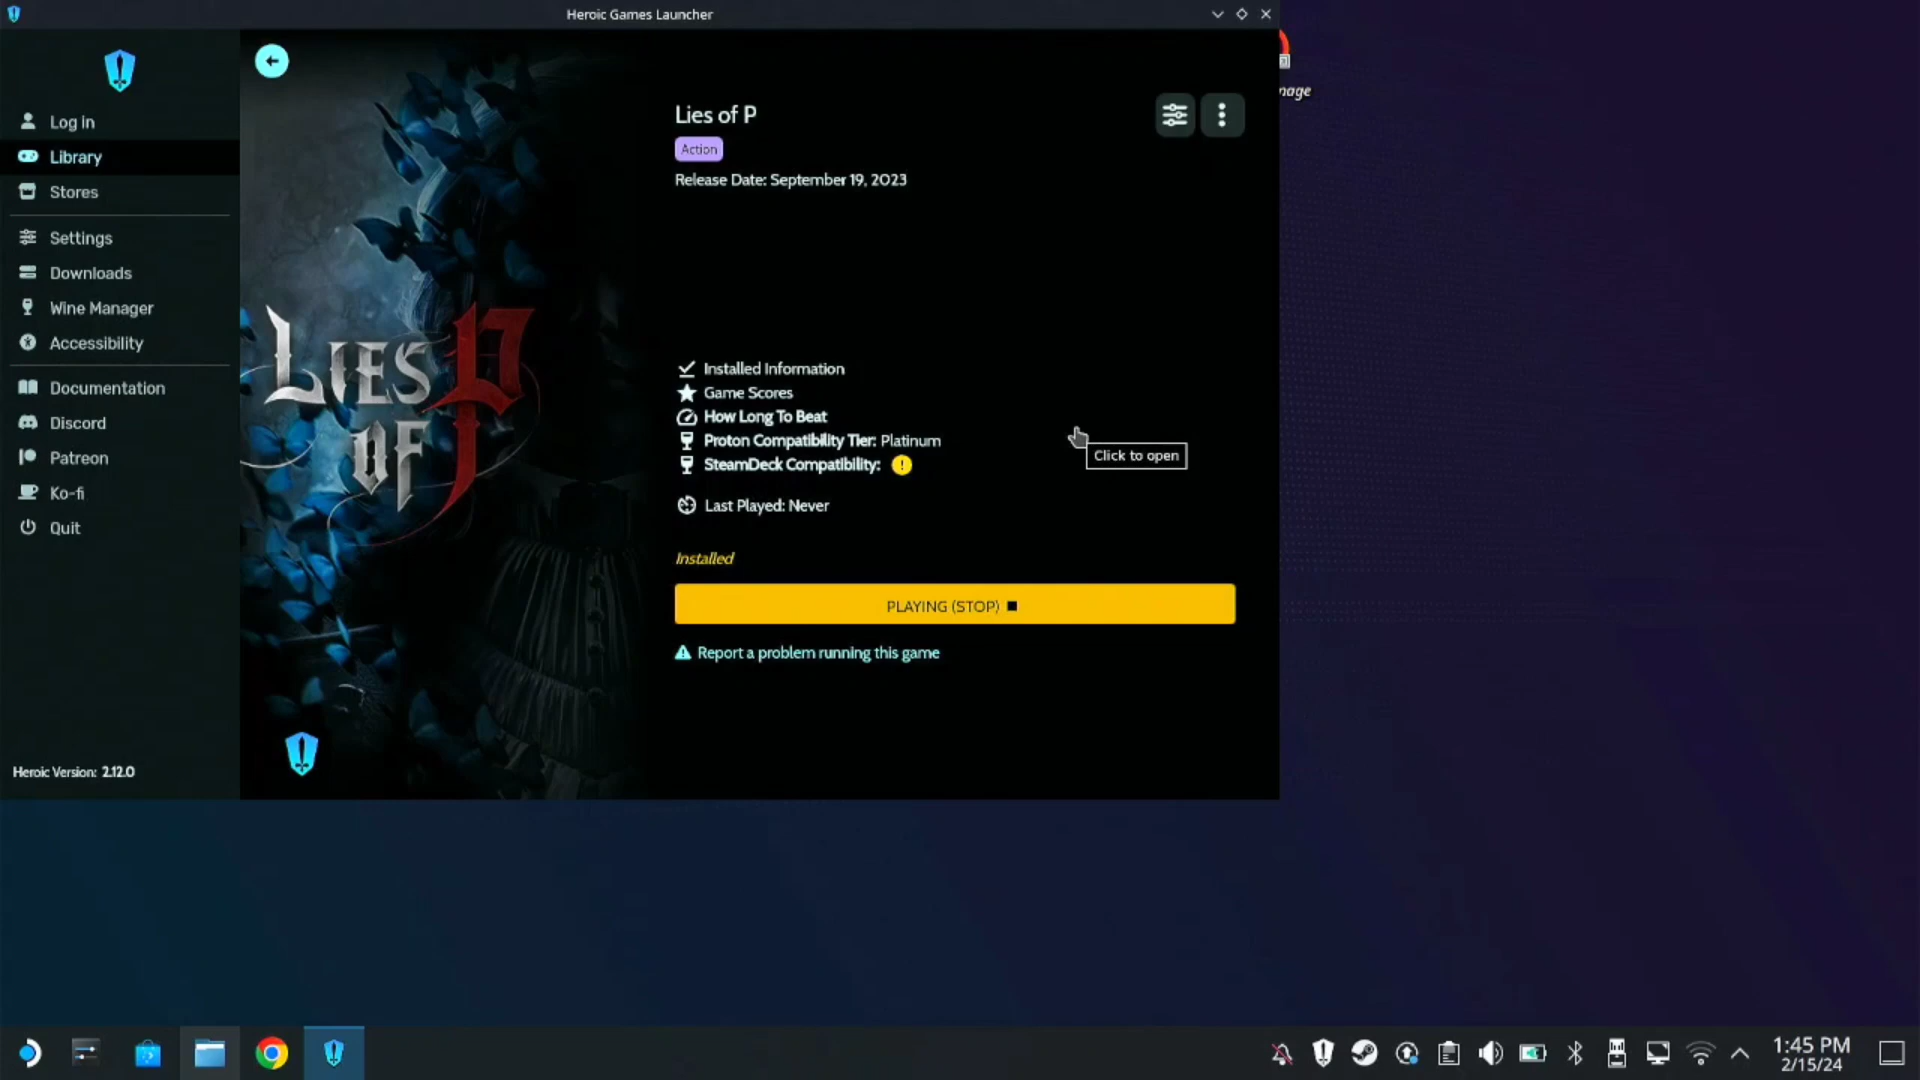 Heroic Games Launcher
Log in
Library
Stores
Settings
Downloads
Wine Manager
Accessibility
Documentation
Discord
Patreon
Ko-fi
Quit
Heroic Version: 2.12.0
LIES
OF P
Lies of P
Action
Release Date: September 19, 2023
Installed Information
Game Scores
How Long To Beat
Proton Compatibility Tier: Platinum
SteamDeck Compatibility: !
Click to open
Last Played: Never
Installed
PLAYING (STOP)
Report a problem running this game
1:45 PM
2/15/24